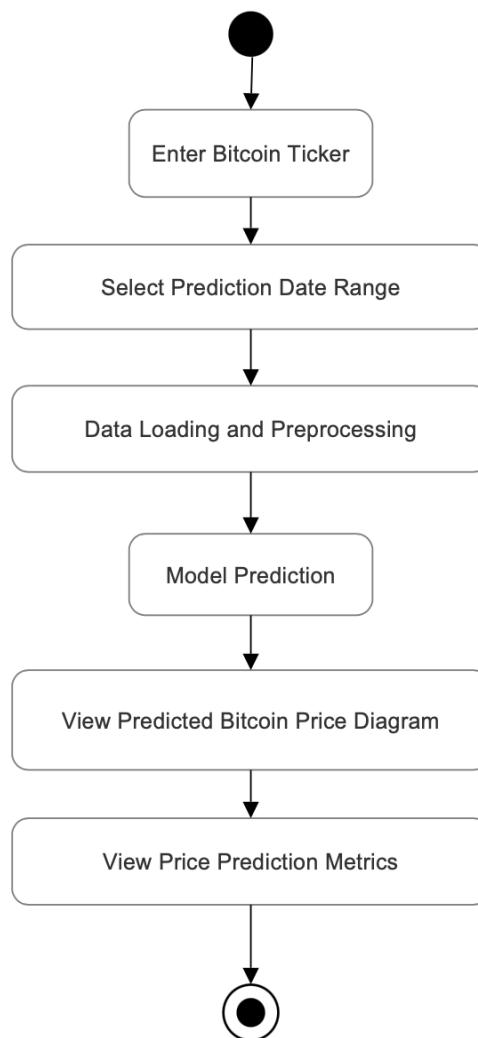 Enter Bitcoin Ticker
Select Prediction Date Range
Data Loading and Preprocessing
Model Prediction
View Predicted Bitcoin Price Diagram
View Price Prediction Metrics